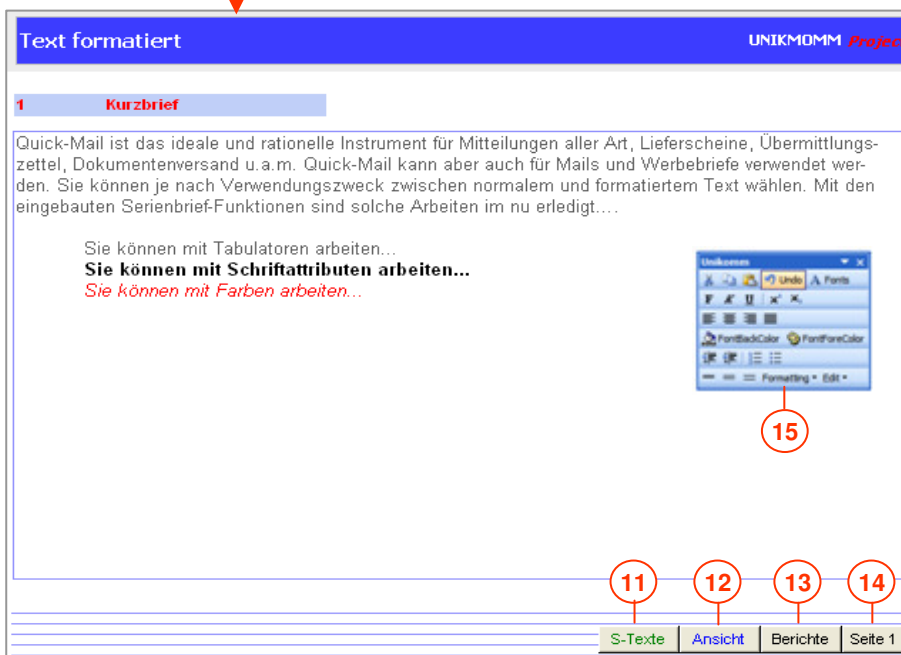 Text formatiert
UNIKMOMM Projec
1 Kurzbrief
Quick-Mail ist das ideale und rationelle Instrument für Mitteilungen aller Art, Lieferscheine, Übermittlungs-
zettel, Dokumentenversand u.a.m. Quick-Mail kann aber auch für Mails und Werbebriefe verwendet wer-
den. Sie können je nach Verwendungszweck zwischen normalem und formatiertem Text wählen. Mit den
eingebauten Serienbrief-Funktionen sind solche Arbeiten im nu erledigt....
Sie können mit Tabulatoren arbeiten...
Sie können mit Schriftattributen arbeiten...
Sie können mit Farben arbeiten...
Unikomm
Undo A Fonts
F K U x² x₂
FontBackColor FontForeColor
Formatting Edit
15
11 12 13 14
S-Texte Ansicht Berichte Seite 1